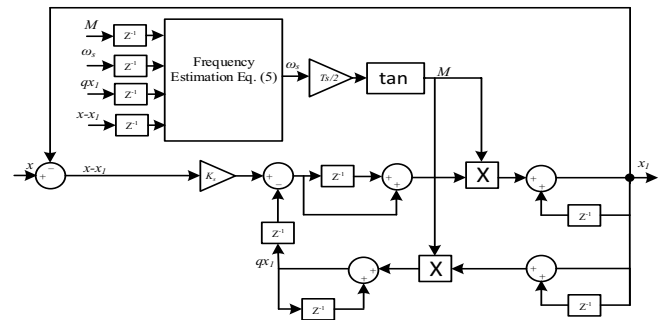 M
Z⁻¹
ωs
Z⁻¹
qx₁
Z⁻¹
x-x₁
Z⁻¹
Frequency
Estimation Eq. (5)
ωs
Ts/2
tan
M
x
+
−
x-x₁
Ks
+
−
Z⁻¹
+
+
X
+
+
x₁
Z⁻¹
Z⁻¹
qx₁
+
+
Z⁻¹
X
+
+
Z⁻¹